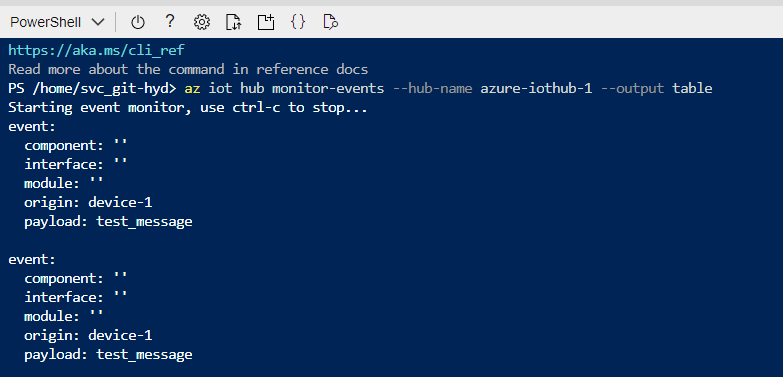 PowerShell
https://aka.ms/cli_ref
Read more about the command in reference docs
PS /home/svc_git-hyd> az iot hub monitor-events --hub-name azure-iothub-1 --output table
Starting event monitor, use ctrl-c to stop...
event:
  component: ''
  interface: ''
  module: ''
  origin: device-1
  payload: test_message

event:
  component: ''
  interface: ''
  module: ''
  origin: device-1
  payload: test_message